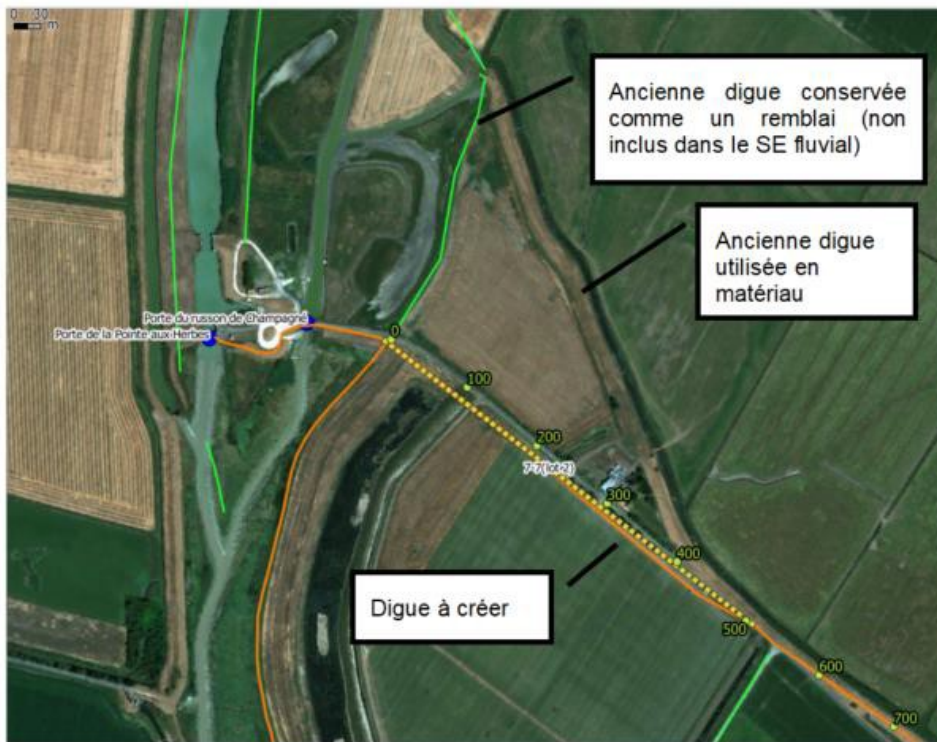 0 30
m
Ancienne digue conservée
comme un remblai (non
inclus dans le SE fluvial)
Ancienne digue
utilisée en
matériau
Porte du russon de Champagné
Porte de la Pointe aux Herbes
0
100
200
7-7(lot-2)
300
400
Digue à créer
500
600
700